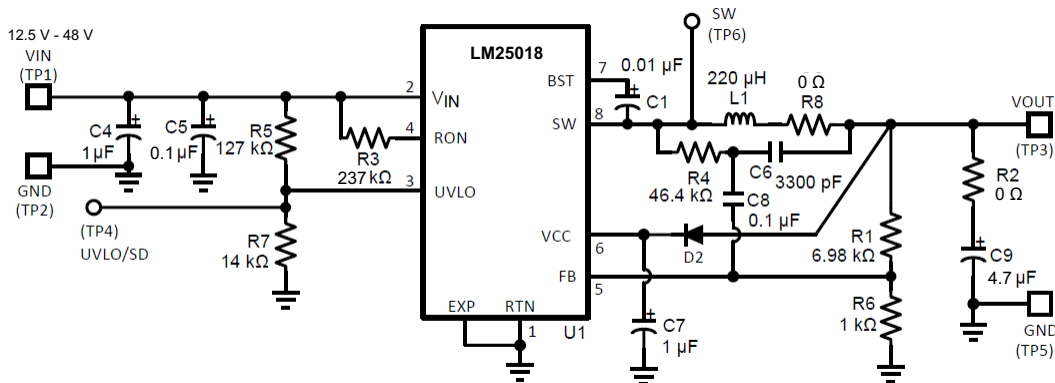 12.5 V - 48 V
VIN
(TP1)
GND
(TP2)
C4
+
1 µF
C5
+
0.1 µF
R5
127 kΩ
R3
237 kΩ
(TP4)
UVLO/SD
R7
14 kΩ
LM25018
2
VIN
4
RON
3
UVLO
EXP
RTN
1
U1
BST
7
SW
8
VCC
6
FB
5
0.01 µF
+
C1
SW
(TP6)
220 µH
L1
0 Ω
R8
R4
46.4 kΩ
C6
3300 pF
C8
0.1 µF
D2
+
C7
1 µF
R1
6.98 kΩ
R6
1 kΩ
VOUT
(TP3)
R2
0 Ω
+
C9
4.7 µF
GND
(TP5)